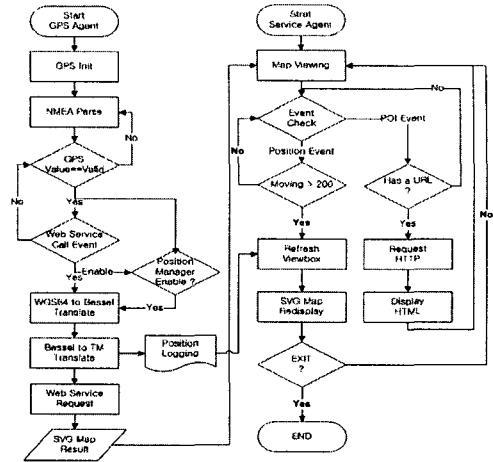 Start
GPS Agent
GPS Init
NMEA Parse
No
GPS
Value==Valid
No
Yes
Web Service
Call Event
Yes
Enable
Position
Manager
Enable ?
WGS84 to Bessel
Translate
Yes
Bessel to TM
Translate
Position
Logging
Web Service
Request
SVG Map
Result
Strat
Service Agent
Map Viewing
No
Event
Check
POI Event
No
Position Event
Moving > 200
Has a URL
?
No
Yes
Yes
Refresh
Viewbox
Request
HTTP
SVG Map
Redisplay
Display
HTML
EXIT
?
Yes
END